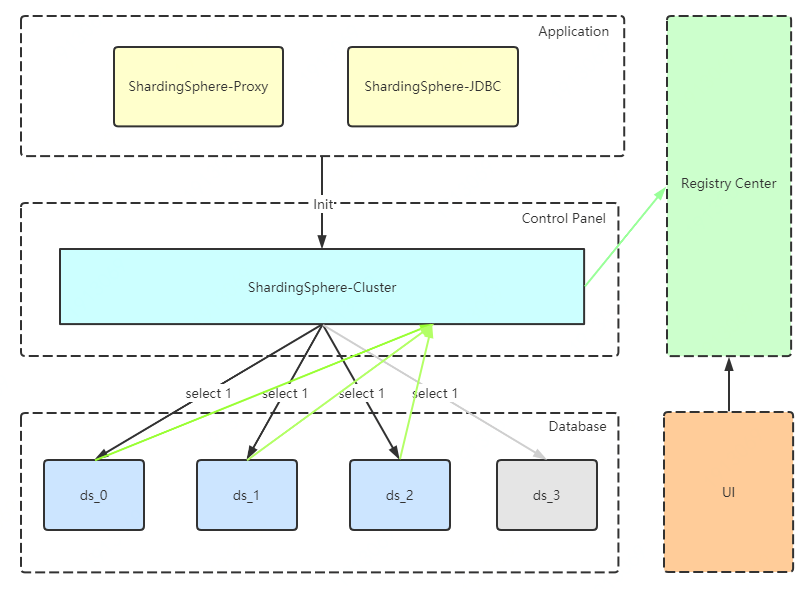 Application
ShardingSphere-Proxy
ShardingSphere-JDBC
Registry Center
Init
Control Panel
ShardingSphere-Cluster
select 1
select 1
select 1
select 1
Database
ds_0
ds_1
ds_2
ds_3
UI